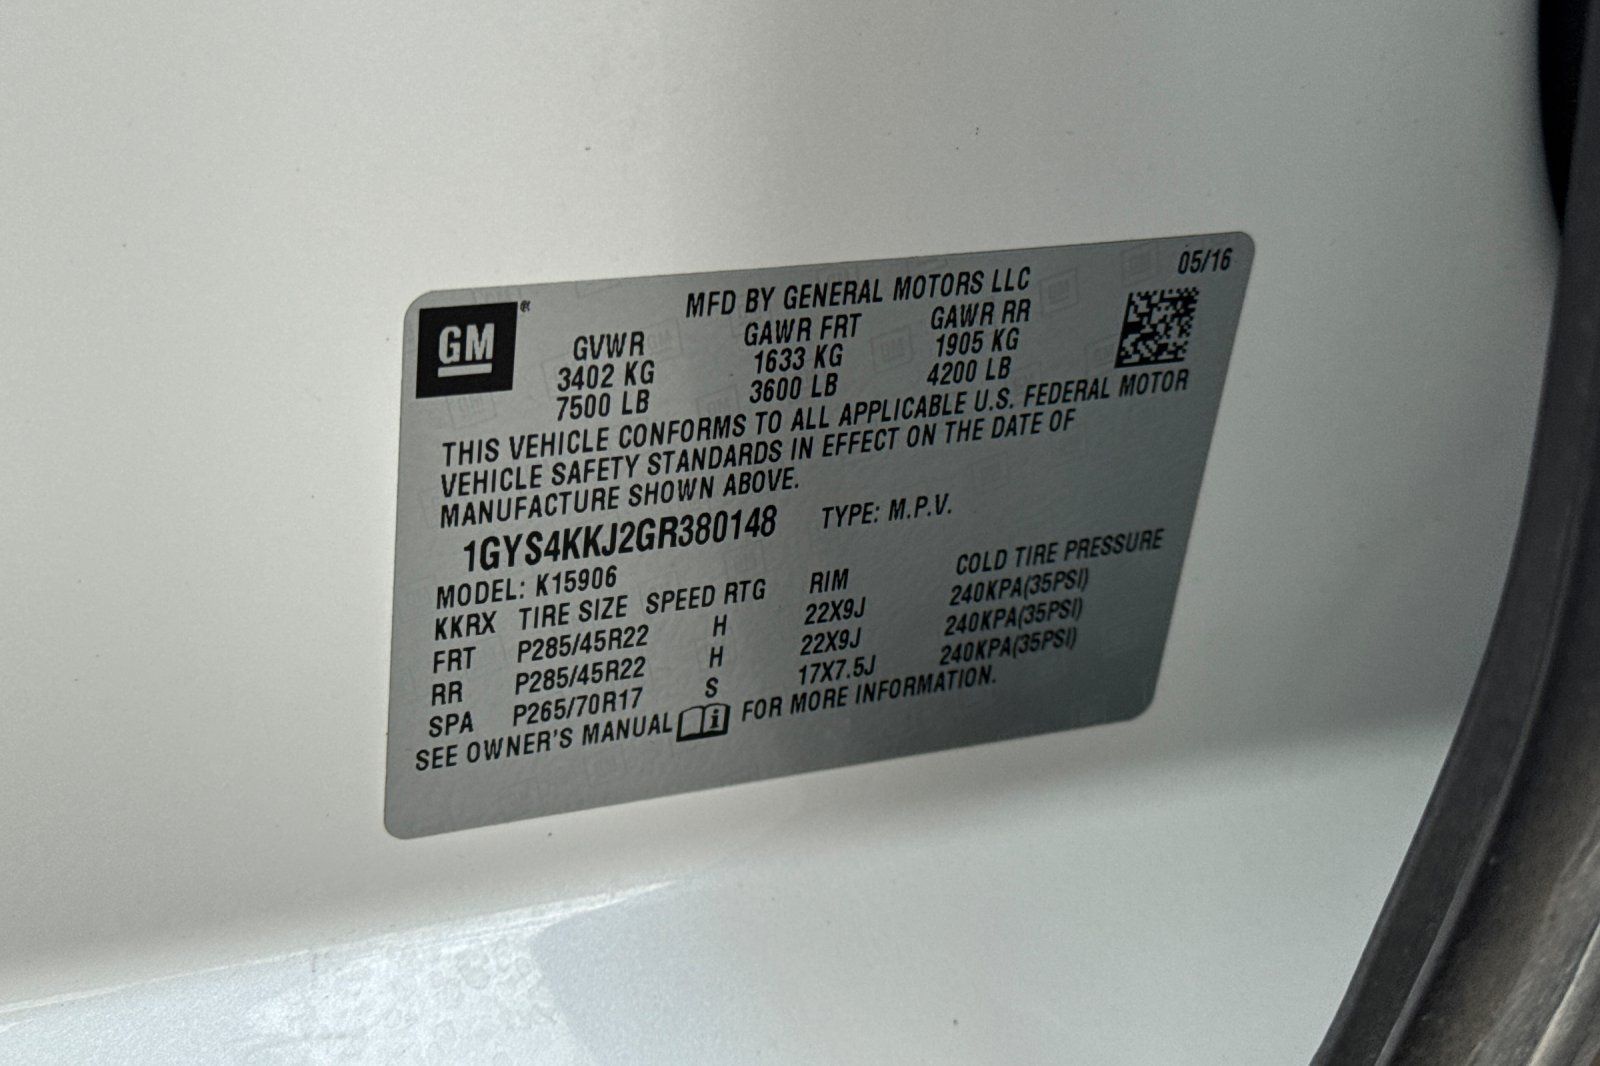 05/16
MFD BY GENERAL MOTORS LLC
GM®
GVWR GAWR FRT GAWR RR
3402 KG 1633 KG 1905 KG
7500 LB 3600 LB 4200 LB
THIS VEHICLE CONFORMS TO ALL APPLICABLE U.S. FEDERAL MOTOR
VEHICLE SAFETY STANDARDS IN EFFECT ON THE DATE OF
MANUFACTURE SHOWN ABOVE.
1GYS4KKJ2GR380148 TYPE: M.P.V.
MODEL: K15906
KKRX TIRE SIZE SPEED RTG RIM COLD TIRE PRESSURE
FRT P285/45R22 H 22X9J 240KPA(35PSI)
RR P285/45R22 H 22X9J 240KPA(35PSI)
SPA P265/70R17 S 17X7.5J 240KPA(35PSI)
SEE OWNER'S MANUAL i FOR MORE INFORMATION.